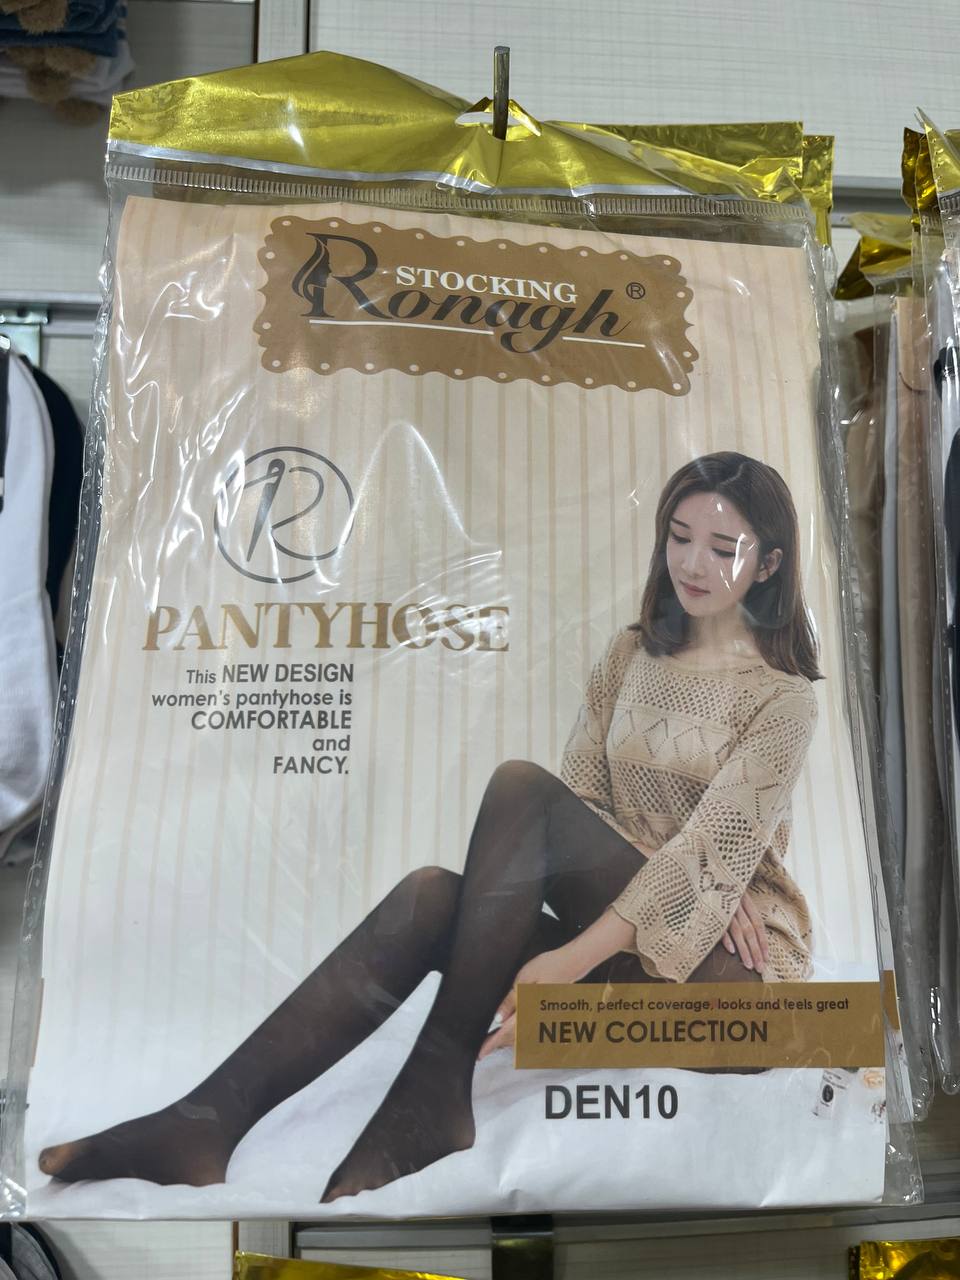 STOCKING
Ronagh®
R
PANTYHOSE
This NEW DESIGN
women's pantyhose is
COMFORTABLE
and
FANCY.
Smooth, perfect coverage, looks and feels great
NEW COLLECTION
DEN10